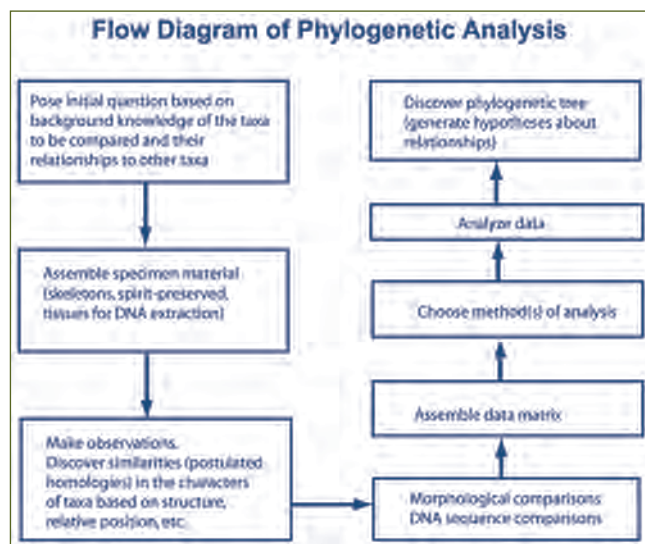 Flow Diagram of Phylogenetic Analysis
Pose initial question based on
background knowledge of the taxa
to be compared and their
relationships to other taxa
Assemble specimen material
(skeletons, spirit-preserved,
tissues for DNA extraction)
Make observations.
Discover similarities (postulated
homologies) in the characters
of taxa based on structure,
relative position, etc.
Morphological comparisons
DNA sequence comparisons
Assemble data matrix
Choose method(s) of analysis
Analyze data
Discover phylogenetic tree
(generate hypotheses about
relationships)